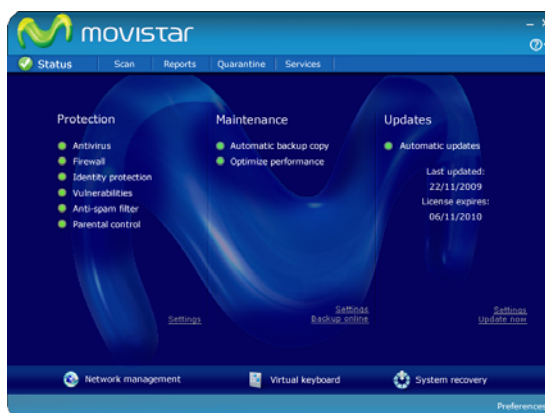 movistar
Status Scan Reports Quarantine Services
Protection
Antivirus
Firewall
Identity protection
Vulnerabilities
Anti-spam filter
Parental control
Settings
Maintenance
Automatic backup copy
Optimize performance
Settings
Backup online
Updates
Automatic updates
Last updated:
22/11/2009
License expires:
06/11/2010
Settings
Update now
Network management Virtual keyboard System recovery
Preferences